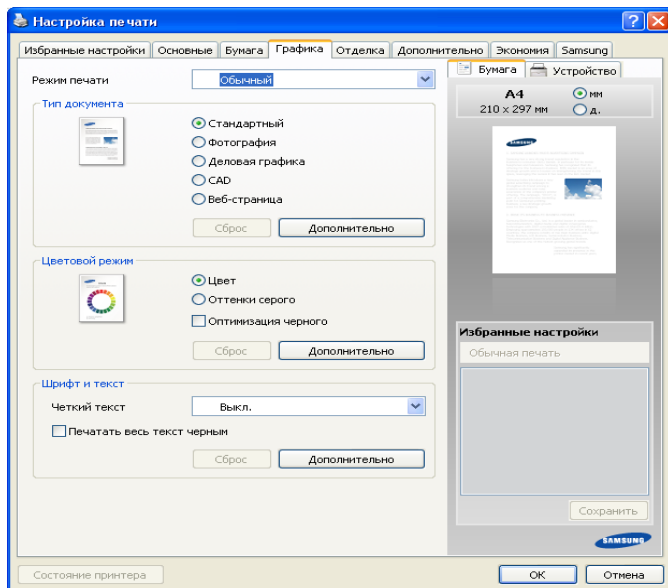 Настройка печати
Избранные настройки Основные Бумага Графика Отделка Дополнительно Экономия Samsung
Режим печати Обычный
Тип документа
Стандартный
Фотография
Деловая графика
CAD
Веб-страница
Сброс Дополнительно
Цветовой режим
Цвет
Оттенки серого
Оптимизация черного
Сброс Дополнительно
Шрифт и текст
Четкий текст Выкл.
Печатать весь текст черным
Сброс Дополнительно
Бумага Устройство
A4 мм
210 x 297 мм д.
SAMSUNG
Избранные настройки
Обычная печать
Сохранить
SAMSUNG
Состояние принтера OK Отмена